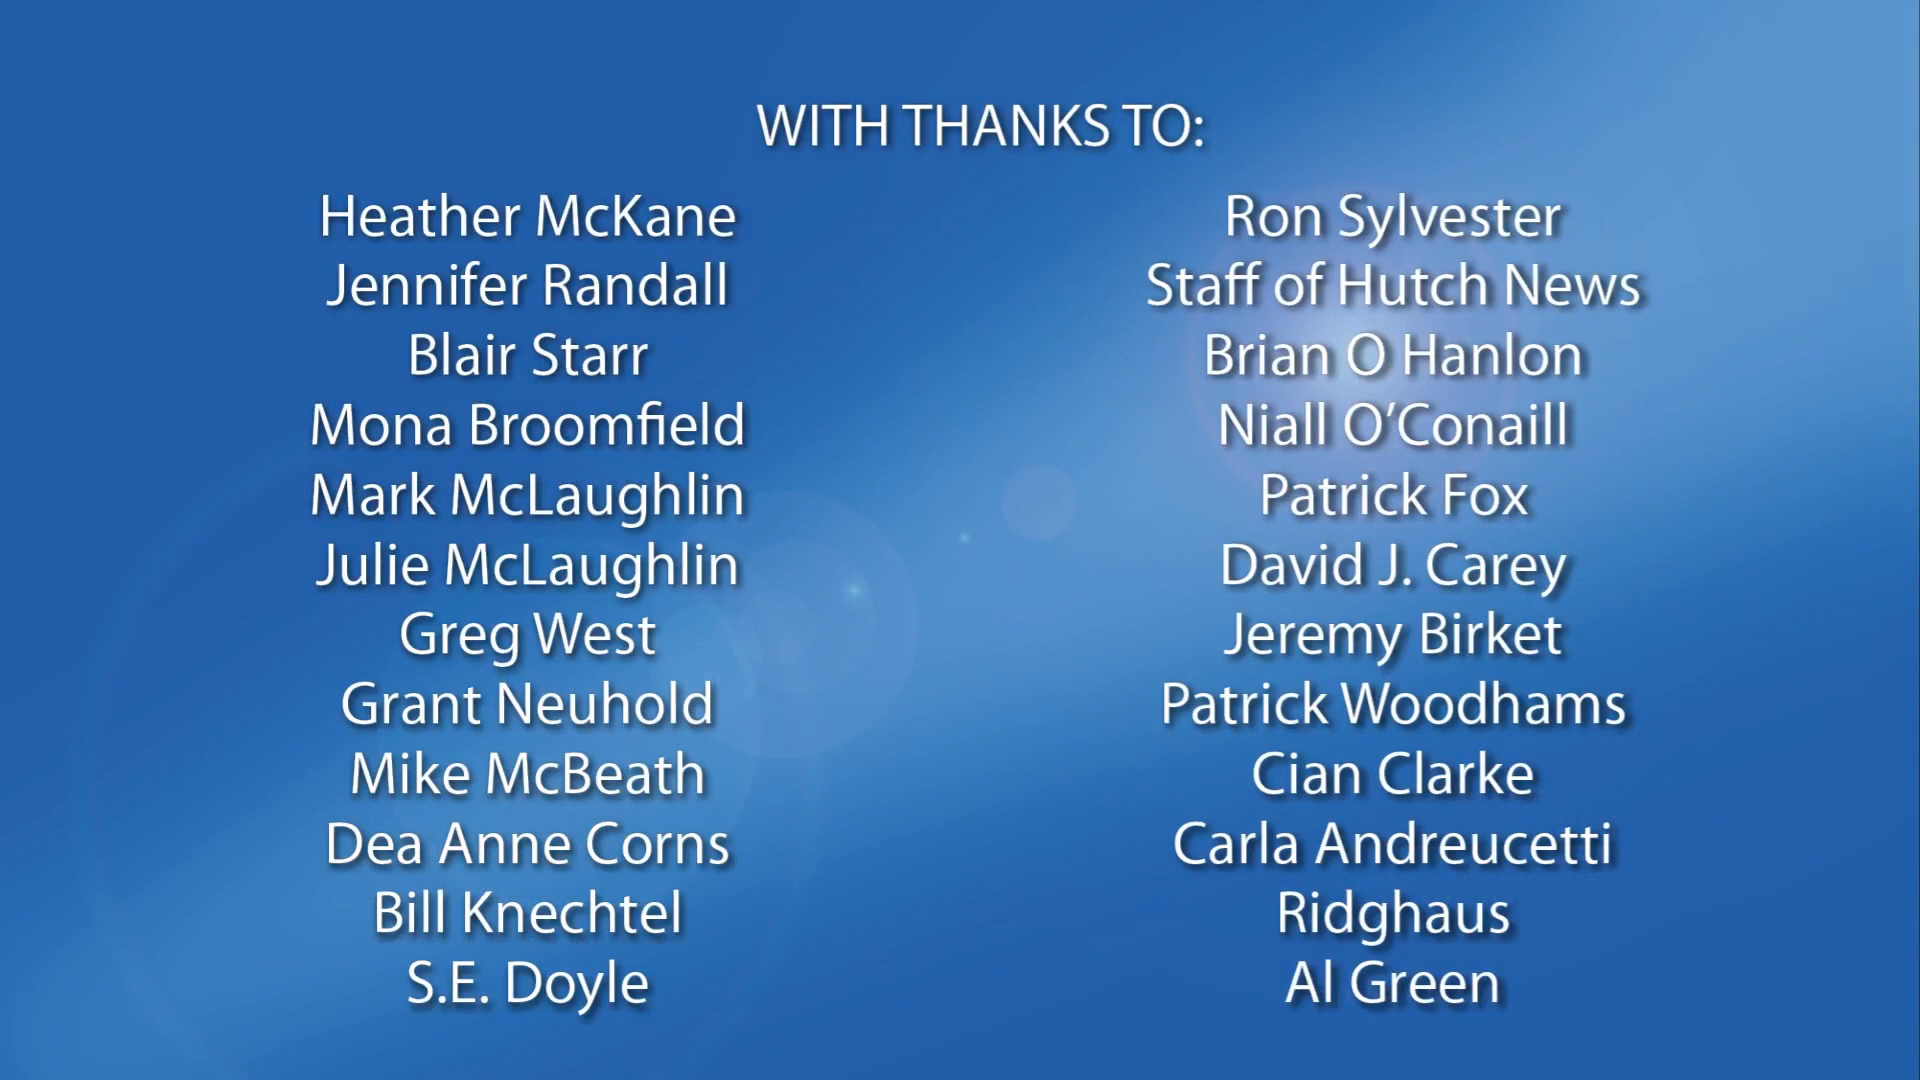 WITH THANKS TO:
Heather McKane
Jennifer Randall
Blair Starr
Mona Broomfield
Mark McLaughlin
Julie McLaughlin
Greg West
Grant Neuhold
Mike McBeath
Dea Anne Corns
Bill Knechtel
S.E. Doyle
Ron Sylvester
Staff of Hutch News
Brian O Hanlon
Niall O’Conaill
Patrick Fox
David J. Carey
Jeremy Birket
Patrick Woodhams
Cian Clarke
Carla Andreucetti
Ridghaus
Al Green